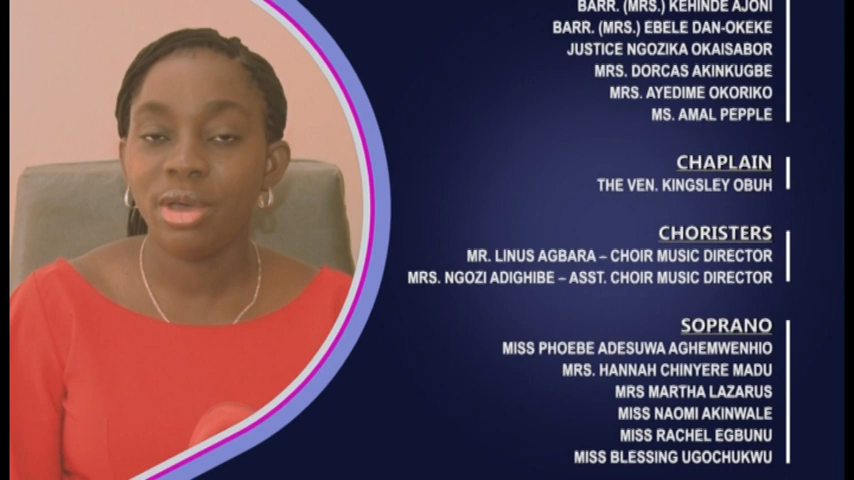 BARR. (MRS.) KEHINDE AJONI
BARR. (MRS.) EBELE DAN-OKEKE
JUSTICE NGOZIKA OKAISABOR
MRS. DORCAS AKINKUGBE
MRS. AYEDIME OKORIKO
MS. AMAL PEPPLE
CHAPLAIN
THE VEN. KINGSLEY OBUH
CHORISTERS
MR. LINUS AGBARA – CHOIR MUSIC DIRECTOR
MRS. NGOZI ADIGHIBE – ASST. CHOIR MUSIC DIRECTOR
SOPRANO
MISS PHOEBE ADESUWA AGHEMWENHIO
MRS. HANNAH CHINYERE MADU
MRS MARTHA LAZARUS
MISS NAOMI AKINWALE
MISS RACHEL EGBUNU
MISS BLESSING UGOCHUKWU